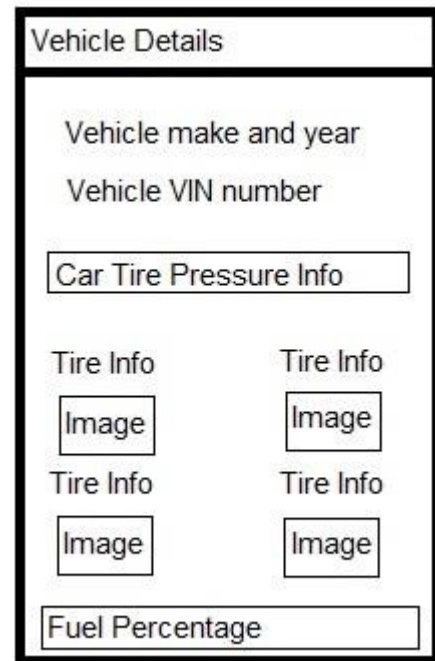 Vehicle Details
Vehicle make and year
Vehicle VIN number
Car Tire Pressure Info
Tire Info Tire Info
Image Image
Tire Info Tire Info
Image Image
Fuel Percentage